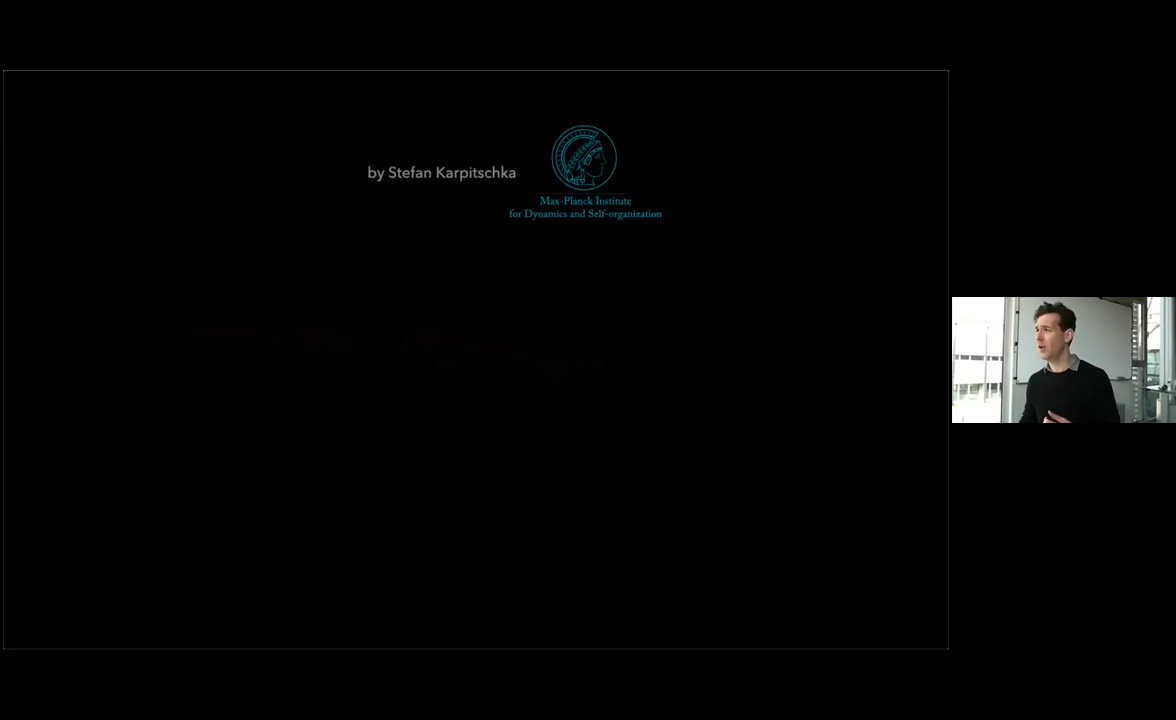 by Stefan Karpitschka
Max-Planck Institute
for Dynamics and Self-organization